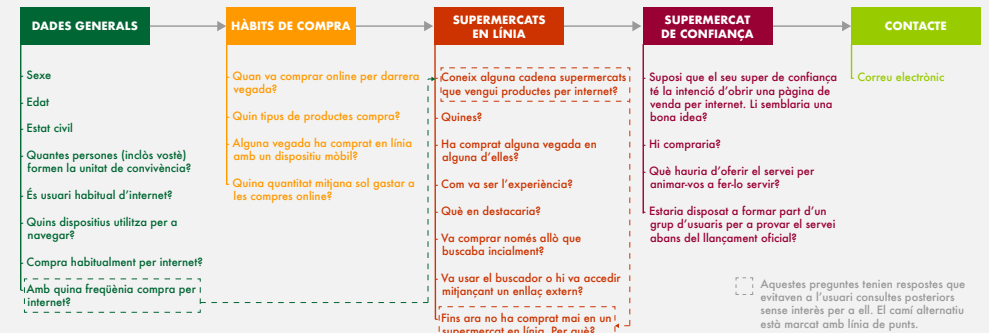 DADES GENERALS
Sexe
Edat
Estat civil
Quantes persones (inclòs vostè)
formen la unitat de convivència?
És usuari habitual d'internet?
Quins dispositius utilitza per a
navegar?
Compra habitualment per internet?
Amb quina freqüènia compra per
internet?
HÀBITS DE COMPRA
Quan va comprar online per darrera
vegada?
Quin tipus de productes compra?
Alguna vegada ha comprat en línia
amb un dispositiu mòbil?
Quina quantitat mitjana sol gastar a
les compres online?
SUPERMERCATS
EN LÍNIA
Coneix alguna cadena supermercats
que vengui productes per internet?
Quines?
Ha comprat alguna vegada en
alguna d'elles?
Com va ser l'experiència?
Què en destacaria?
Va comprar només allò que
buscaba incialment?
Va usar el buscador o hi va accedir
mitjançant un enllaç extern?
Fins ara no ha comprat mai en un
supermercat en línia. Per què?
SUPERMERCAT
DE CONFIANÇA
Suposi que el seu super de confiança
té la intenció d'obrir una pàgina de
venda per internet. Li semblaria una
bona idea?
Hi compraria?
Què hauria d'oferir el servei per
animar-vos a fer-lo servir?
Estaria disposat a formar part d'un
grup d'usuaris per a provar el servei
abans del llançament oficial?
CONTACTE
Correu electrònic
Aquestes preguntes tenien respostes que
evitaven a l'usuari consultes posteriors
sense interès per a ell. El camí alternatiu
està marcat amb línia de punts.